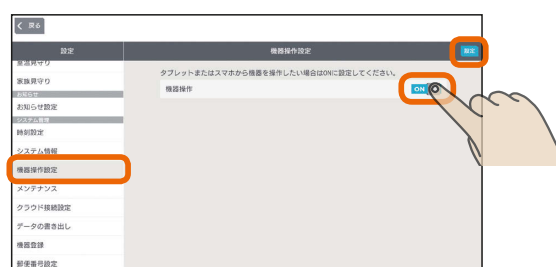 戻る
設定
機器操作設定
設定
室温見守り
家族見守り
お知らせ
お知らせ設定
システム管理
時刻設定
システム情報
機器操作設定
メンテナンス
クラウド接続設定
データの書き出し
機器登録
郵便番号設定
タブレットまたはスマホから機器を操作したい場合はONに設定してください。
機器操作
ON